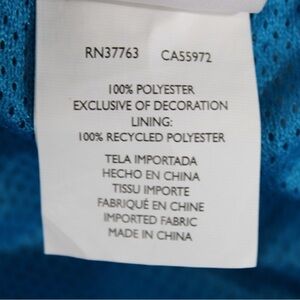 RN37763 CA55972
100% POLYESTER
EXCLUSIVE OF DECORATION
LINING:
100% RECYCLED POLYESTER
TELA IMPORTADA
HECHO EN CHINA
TISSU IMPORTE
FABRIQUÉ EN CHINE
IMPORTED FABRIC
MADE IN CHINA